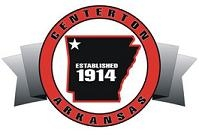 CENTERTON
ESTABLISHED
1914
ARKANSAS